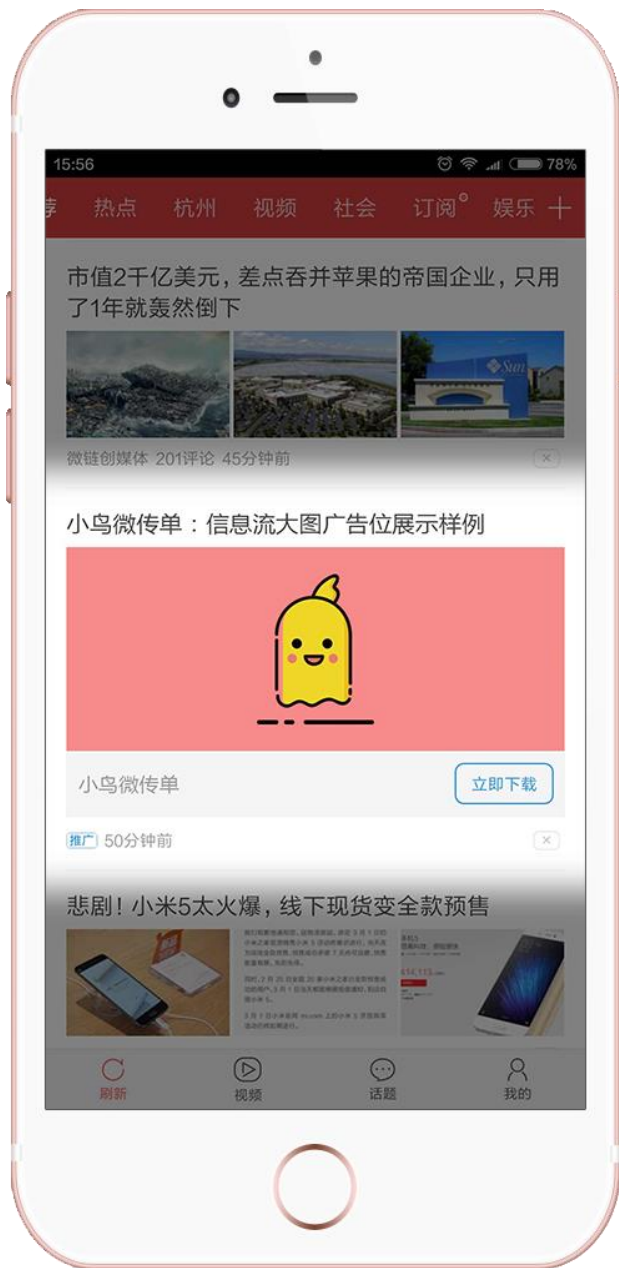 15:56 78%
荐 热点 杭州 视频 社会 订阅 娱乐
市值2千亿美元，差点吞并苹果的帝国企业，只用
了1年就轰然倒下
Sun
微链创媒体 201评论 45分钟前
小鸟微传单：信息流大图广告位展示样例
小鸟微传单
立即下载
推广 50分钟前
悲剧！小米5太火爆，线下现货变全款预售
刷新 视频 话题 我的